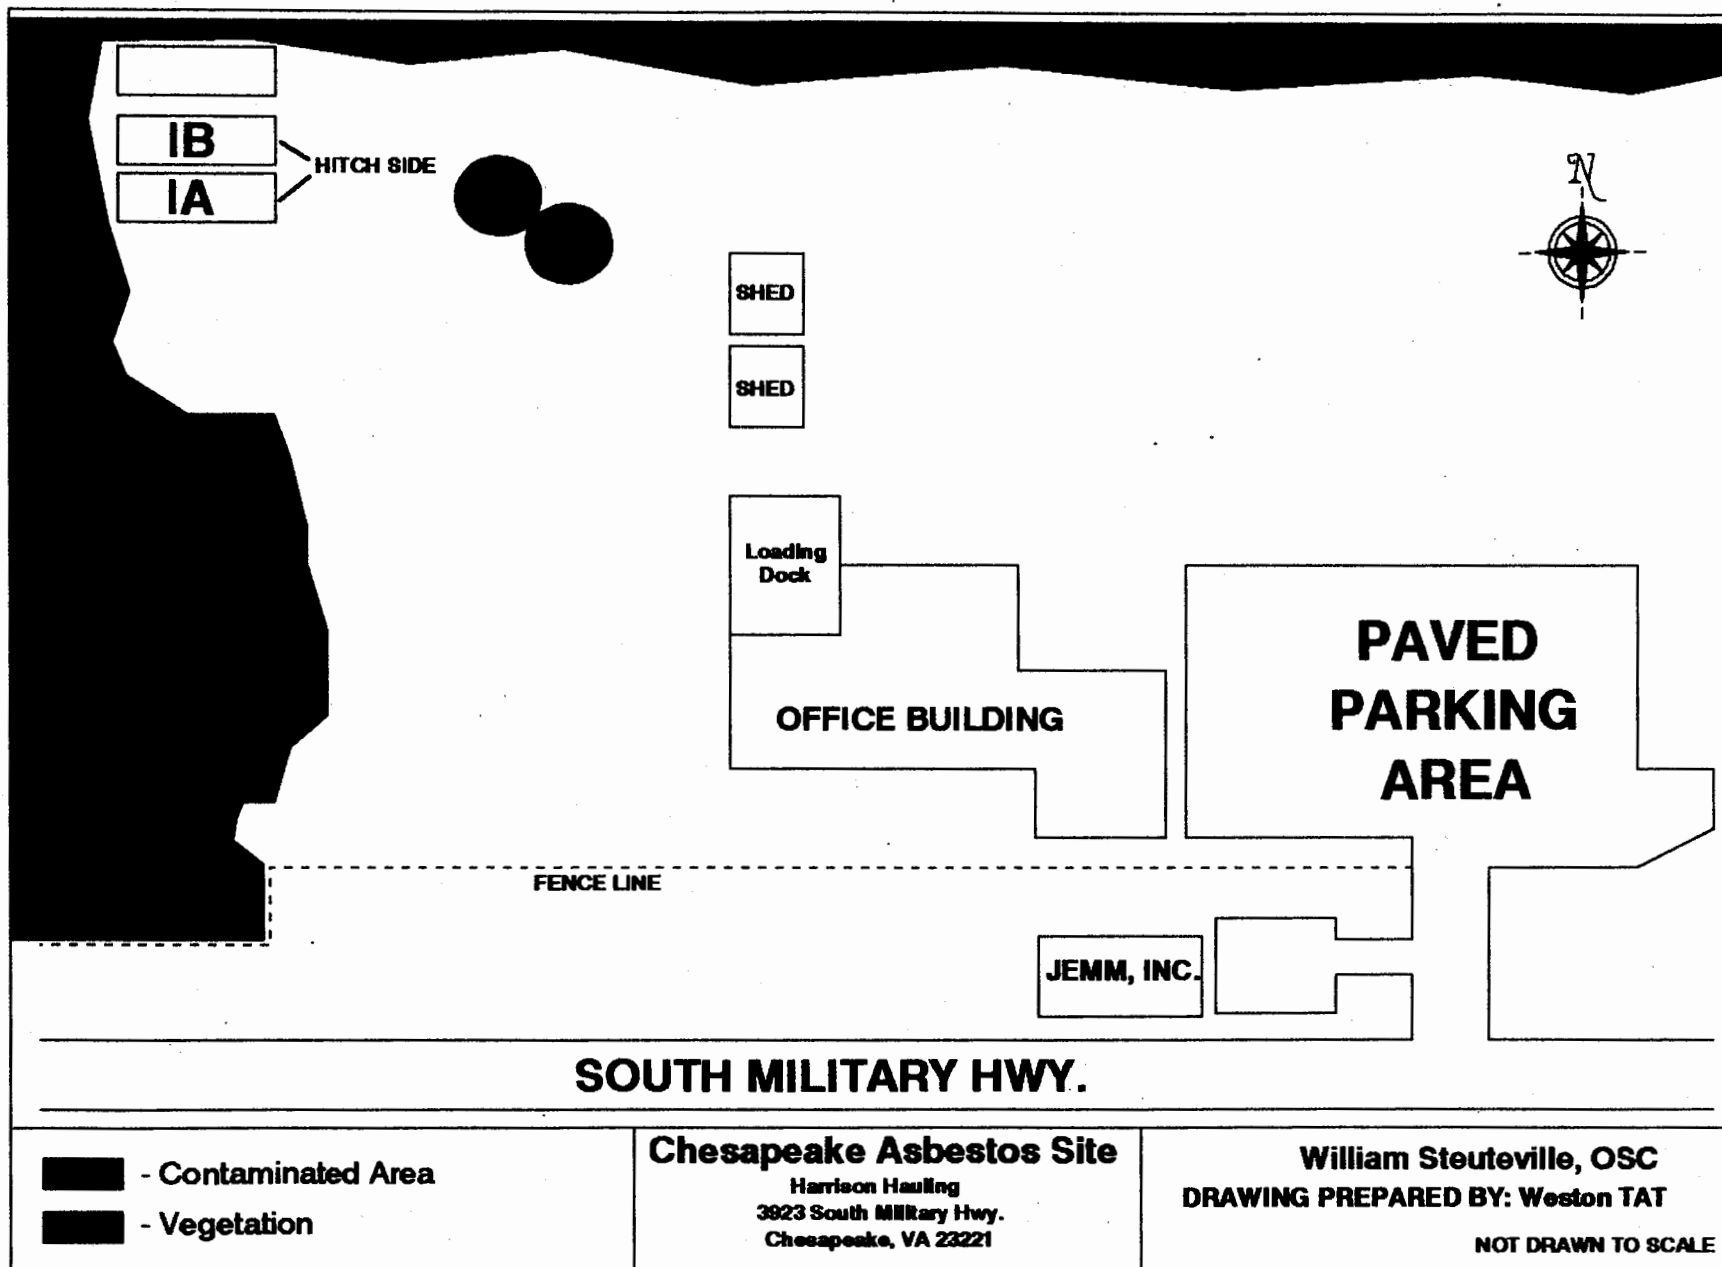 IB
HITCH SIDE
IA
N
SHED
SHED
Loading
Dock
PAVED
PARKING
AREA
OFFICE BUILDING
FENCE LINE
JEMM, INC.
SOUTH MILITARY HWY.
- Contaminated Area
- Vegetation
Chesapeake Asbestos Site
Harrison Hauling
3923 South Military Hwy.
Chesapeake, VA 23221
William Steuteville, OSC
DRAWING PREPARED BY: Weston TAT
NOT DRAWN TO SCALE